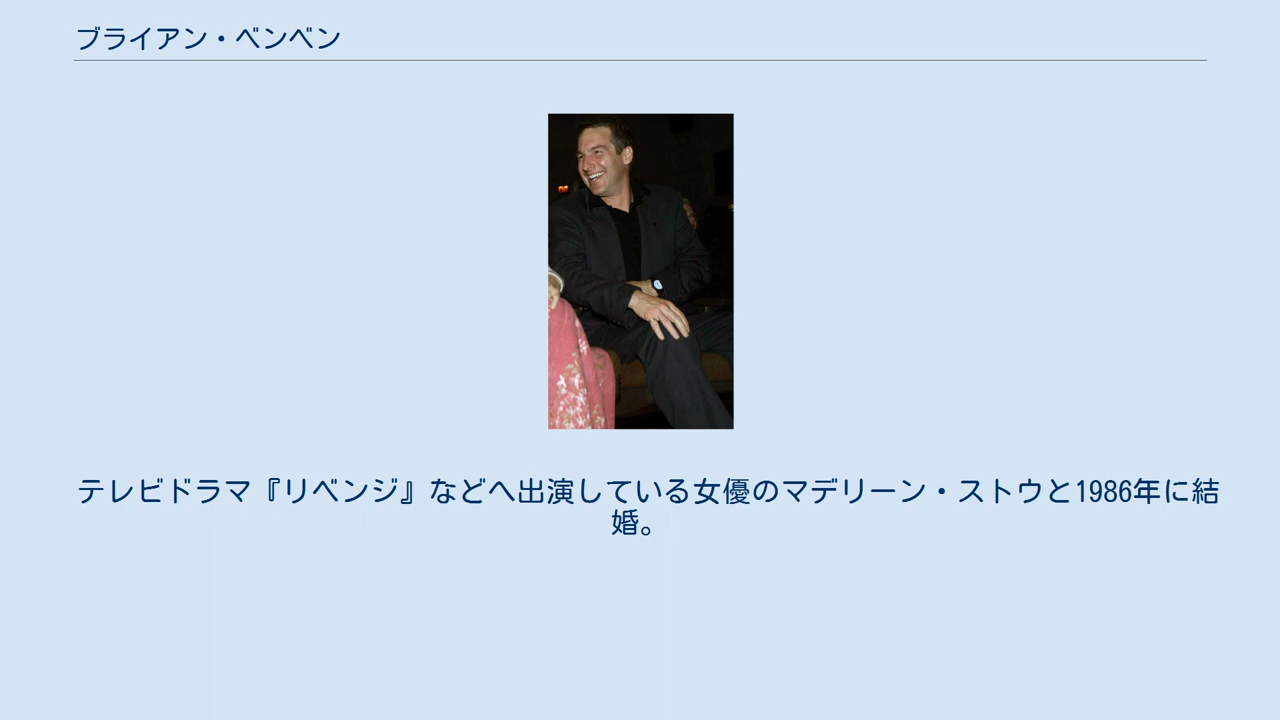 ブライアン・ベンベン
テレビドラマ『リベンジ』などへ出演している女優のマデリーン・ストウと1986年に結
婚。